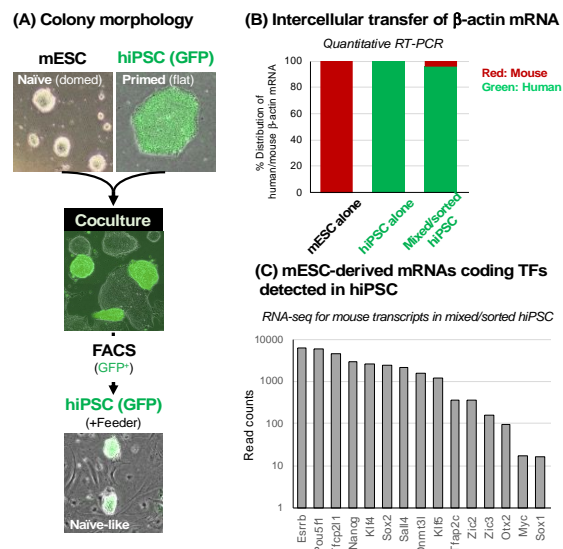 (A) Colony morphology
mESC
hiPSC (GFP)
Naïve (domed)
Primed (flat)
Coculture
FACS
(GFP⁺)
hiPSC (GFP)
(+Feeder)
Naïve-like
(B) Intercellular transfer of β-actin mRNA
Quantitative RT-PCR
% Distribution of
human/mouse β-actin mRNA
100
80
60
40
20
0
Red: Mouse
Green: Human
mESC alone
hiPSC alone
Mixed/sorted
hiPSC
(C) mESC-derived mRNAs coding TFs
detected in hiPSC
RNA-seq for mouse transcripts in mixed/sorted hiPSC
Read counts
10000
1000
100
10
1
Esrrb
Pou5f1
Tfcp2l1
Nanog
Klf4
Sox2
Sall4
Dnmt3l
Klf5
Tfap2c
Zic2
Zic3
Otx2
Myc
Sox1